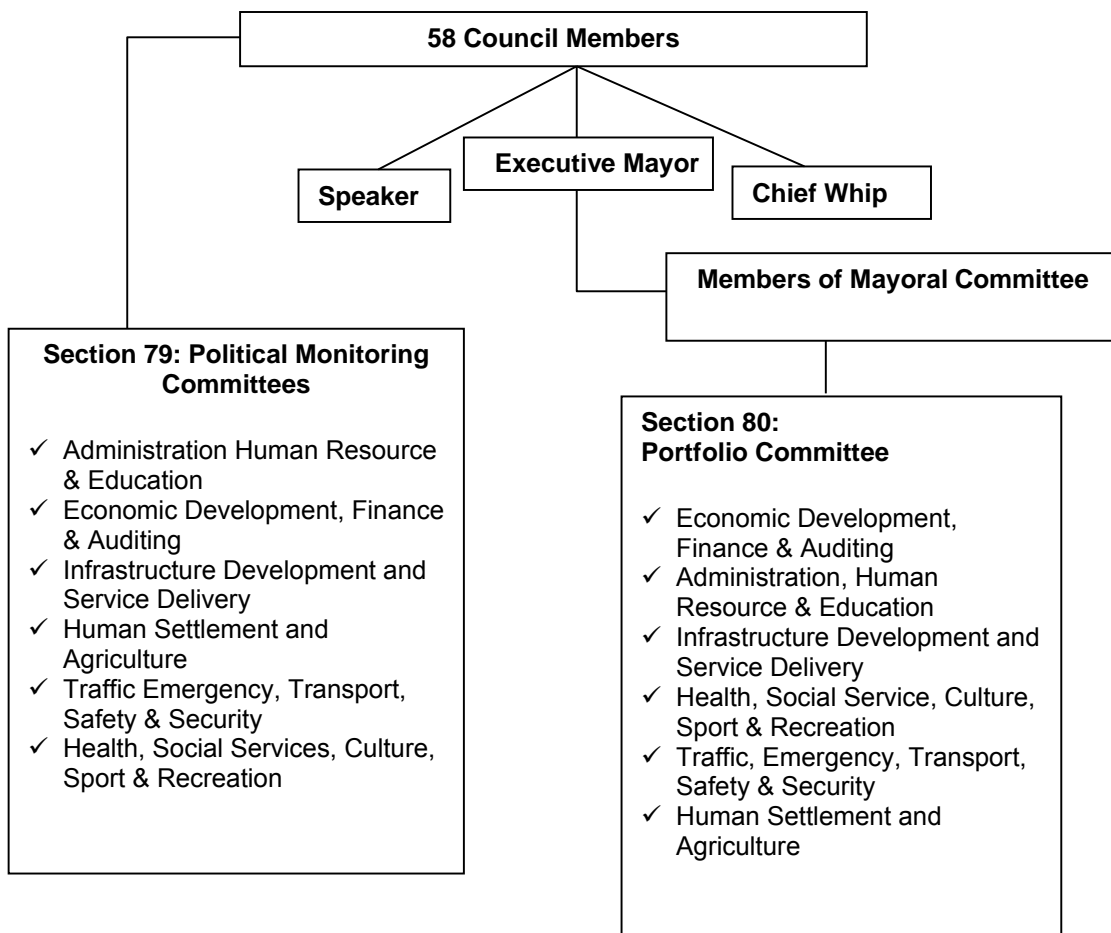 58 Council Members
Speaker
Executive Mayor
Chief Whip
Members of Mayoral Committee
Section 79: Political Monitoring
Committees
✓ Administration Human Resource
& Education
✓ Economic Development, Finance
& Auditing
✓ Infrastructure Development and
Service Delivery
✓ Human Settlement and
Agriculture
✓ Traffic Emergency, Transport,
Safety & Security
✓ Health, Social Services, Culture,
Sport & Recreation
Section 80:
Portfolio Committee
✓ Economic Development,
Finance & Auditing
✓ Administration, Human
Resource & Education
✓ Infrastructure Development and
Service Delivery
✓ Health, Social Service, Culture,
Sport & Recreation
✓ Traffic, Emergency, Transport,
Safety & Security
✓ Human Settlement and
Agriculture